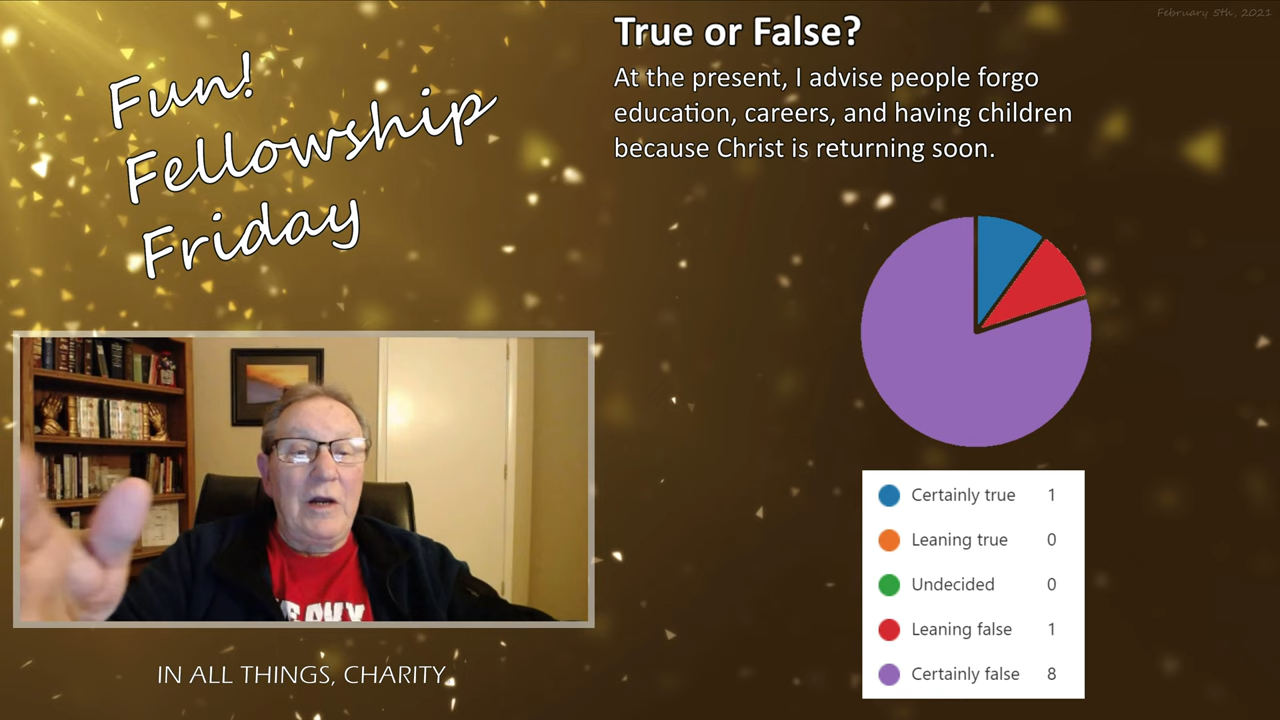 February 5th, 2021
Fun!
Fellowship
Friday
True or False?
At the present, I advise people forgo
education, careers, and having children
because Christ is returning soon.
Certainly true 1
Leaning true 0
Undecided 0
Leaning false 1
Certainly false 8
IN ALL THINGS, CHARITY